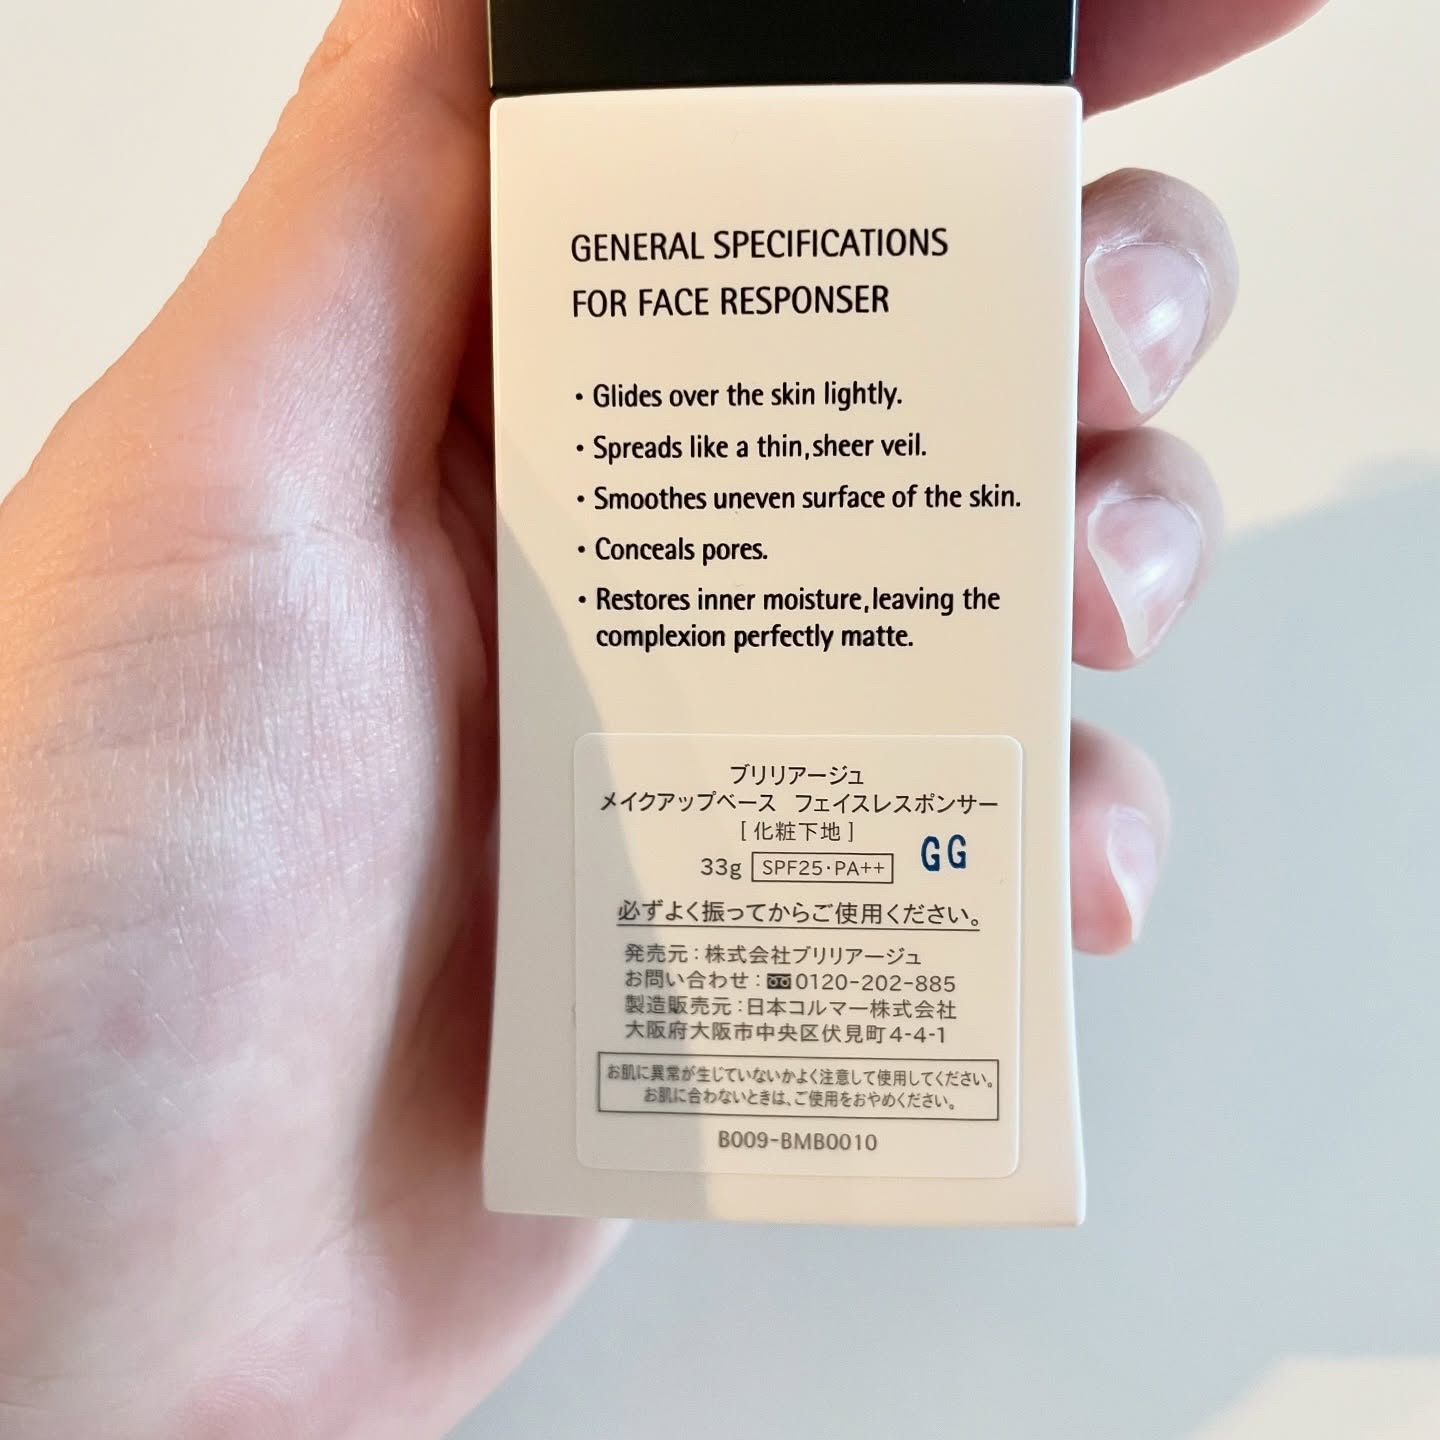 GENERAL SPECIFICATIONS
FOR FACE RESPONSER
・Glides over the skin lightly.
・Spreads like a thin,sheer veil.
・Smoothes uneven surface of the skin.
・Conceals pores.
・Restores inner moisture,leaving the
complexion perfectly matte.
ブリリアージュ
メイクアップベース フェイスレスポンサー
[化粧下地]
GG
33g SPF25・PA++
必ずよく振ってからご使用ください。
発売元：株式会社ブリリアージュ
お問い合わせ：0120-202-885
製造販売元：日本コルマー株式会社
大阪府大阪市中央区伏見町4-4-1
お肌に異常が生じていないかよく注意して使用してください。
お肌に合わないときは、ご使用をおやめください。
B009-BMB0010